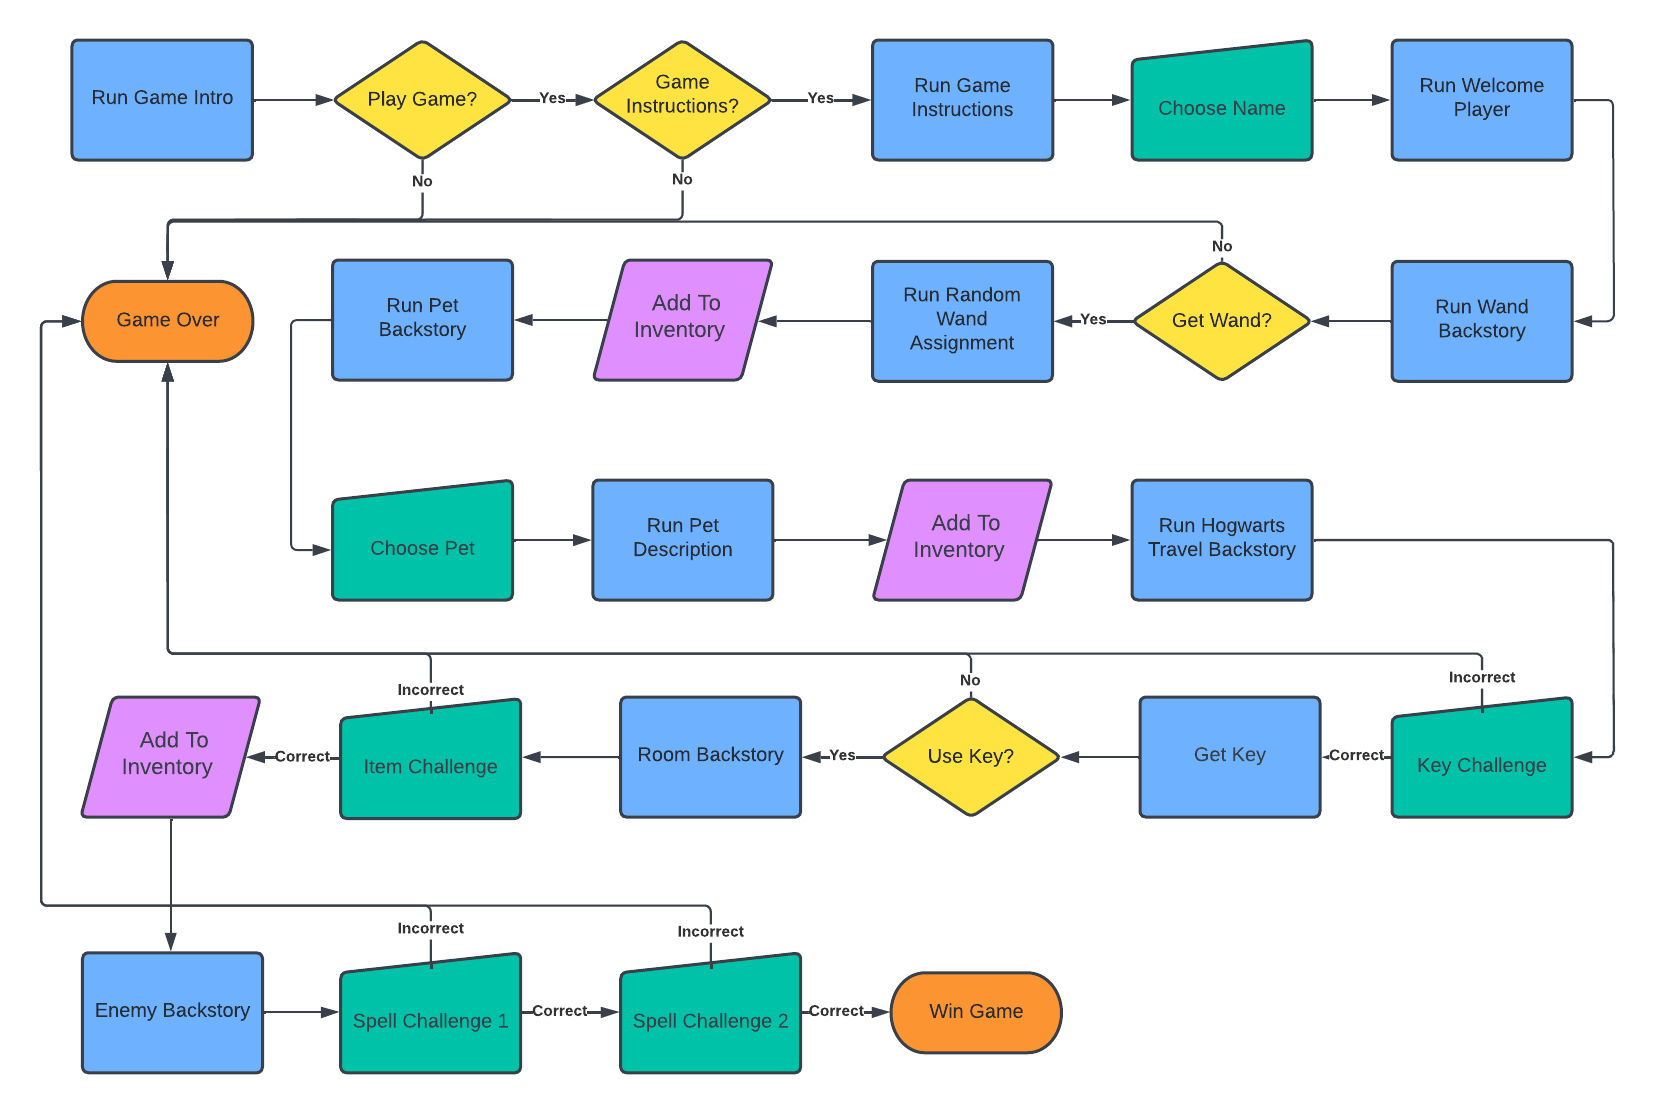 Run Game Intro
Play Game?
Yes
Game
Instructions?
Yes
Run Game
Instructions
Choose Name
Run Welcome
Player
No
No
No
Game Over
Run Pet
Backstory
Add To
Inventory
Run Random
Wand
Assignment
Yes
Get Wand?
Run Wand
Backstory
Choose Pet
Run Pet
Description
Add To
Inventory
Run Hogwarts
Travel Backstory
Incorrect
No
Incorrect
Add To
Inventory
Correct
Item Challenge
Room Backstory
Yes
Use Key?
Get Key
Correct
Key Challenge
Incorrect
Incorrect
Enemy Backstory
Spell Challenge 1
Correct
Spell Challenge 2
Correct
Win Game